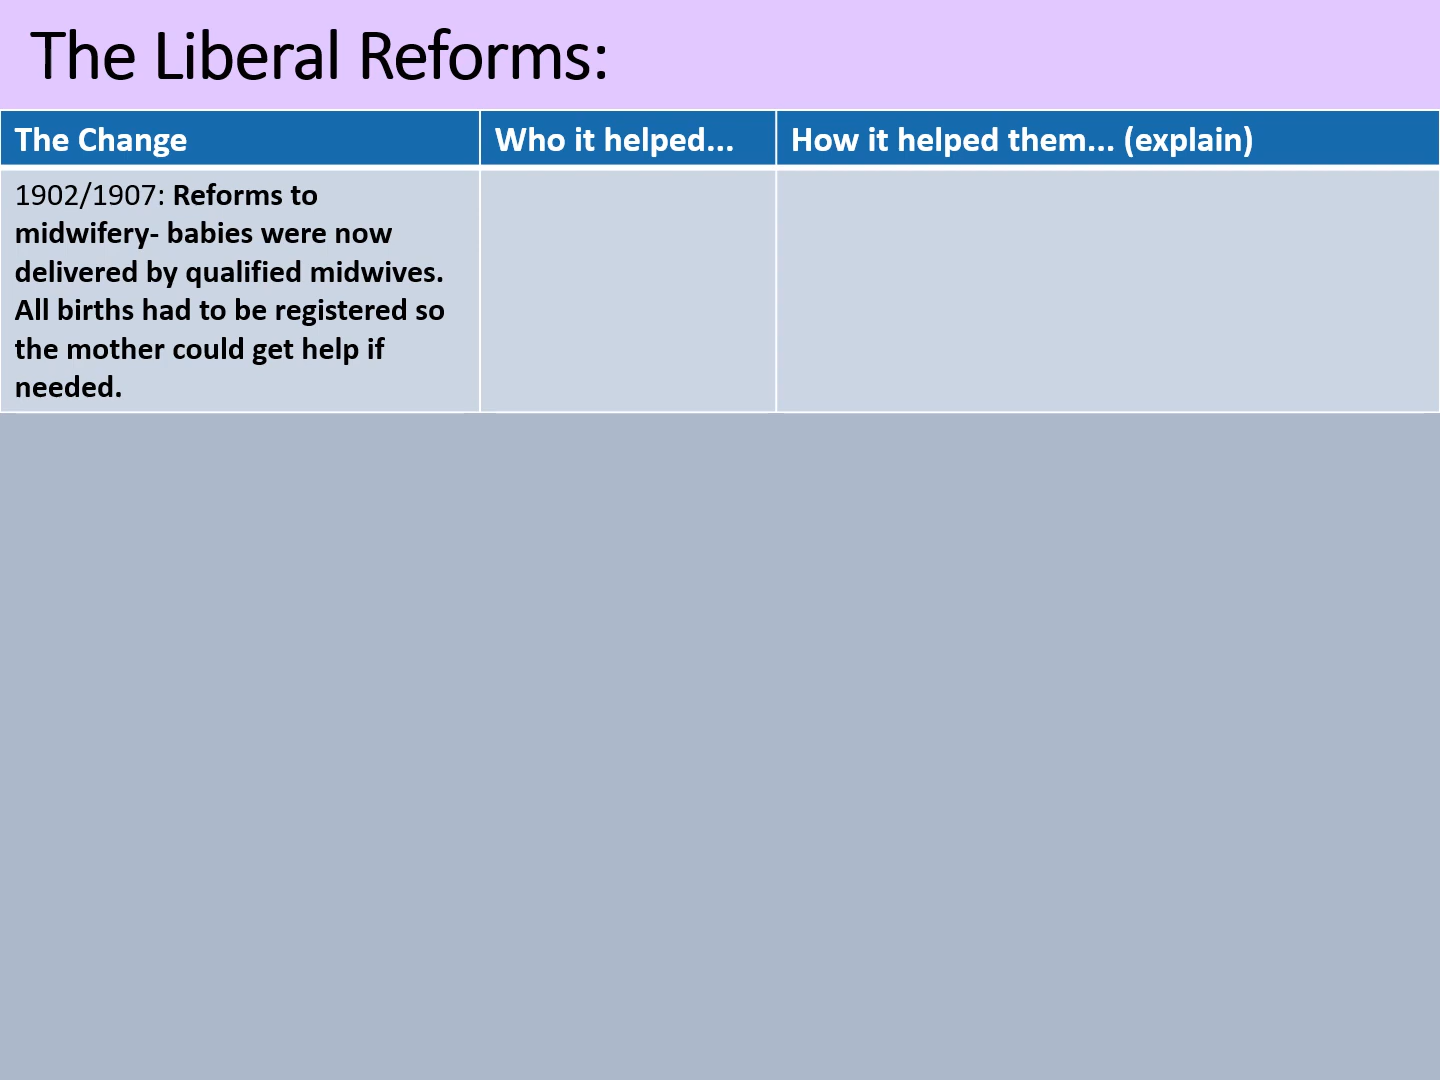 The Liberal Reforms:
The Change
Who it helped...
How it helped them... (explain)
1902/1907: Reforms to
midwifery- babies were now
delivered by qualified midwives.
All births had to be registered so
the mother could get help if
needed.